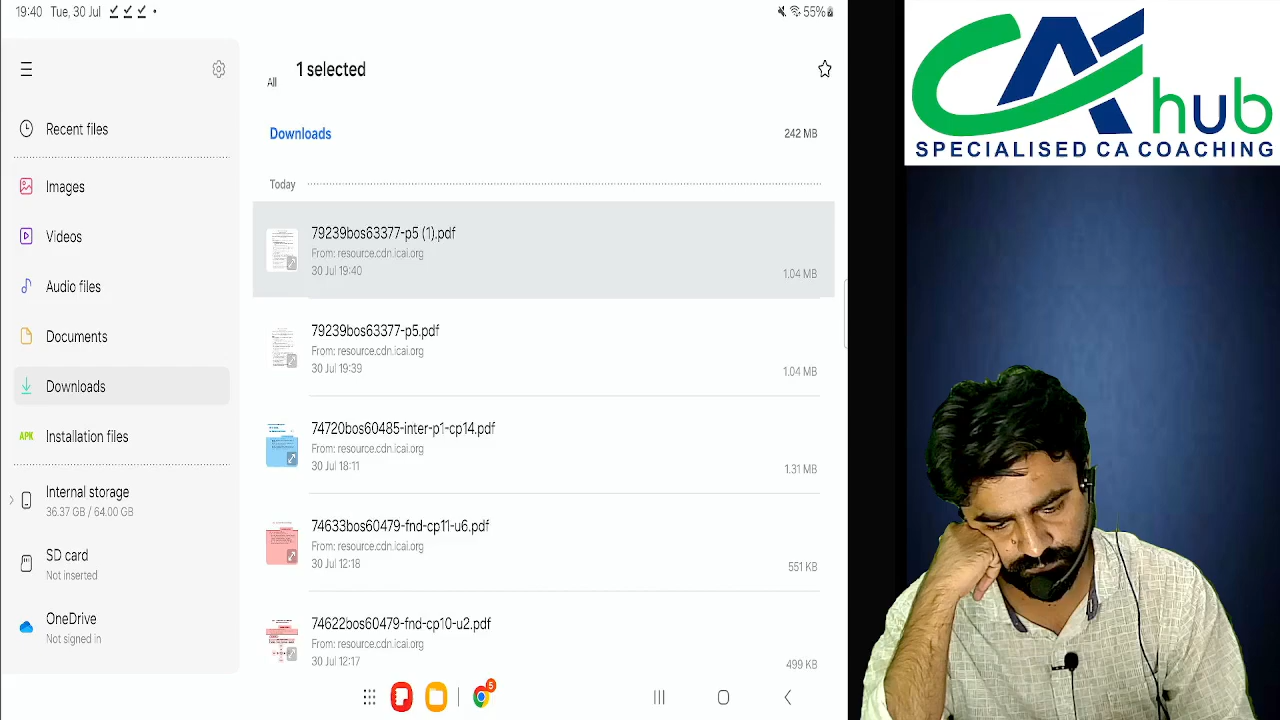 19:40 Tue, 30 Jul
55%
All
1 selected
Recent files
Images
Videos
Audio files
Documents
Downloads
Installation files
Internal storage
36.37 GB / 64.00 GB
SD card
Not inserted
OneDrive
Not signed in
Downloads
242 MB
Today
79239bos63377-p5 (1).pdf
From: resource.cdn.icai.org
30 Jul 19:40
1.04 MB
79239bos63377-p5.pdf
From: resource.cdn.icai.org
30 Jul 19:39
1.04 MB
74720bos60485-inter-p1-cp14.pdf
From: resource.cdn.icai.org
30 Jul 18:11
1.31 MB
74633bos60479-fnd-cp11-u6.pdf
From: resource.cdn.icai.org
30 Jul 12:18
551 KB
74622bos60479-fnd-cp10-u2.pdf
From: resource.cdn.icai.org
30 Jul 12:17
499 KB
5
CA hub
SPECIALISED CA COACHING